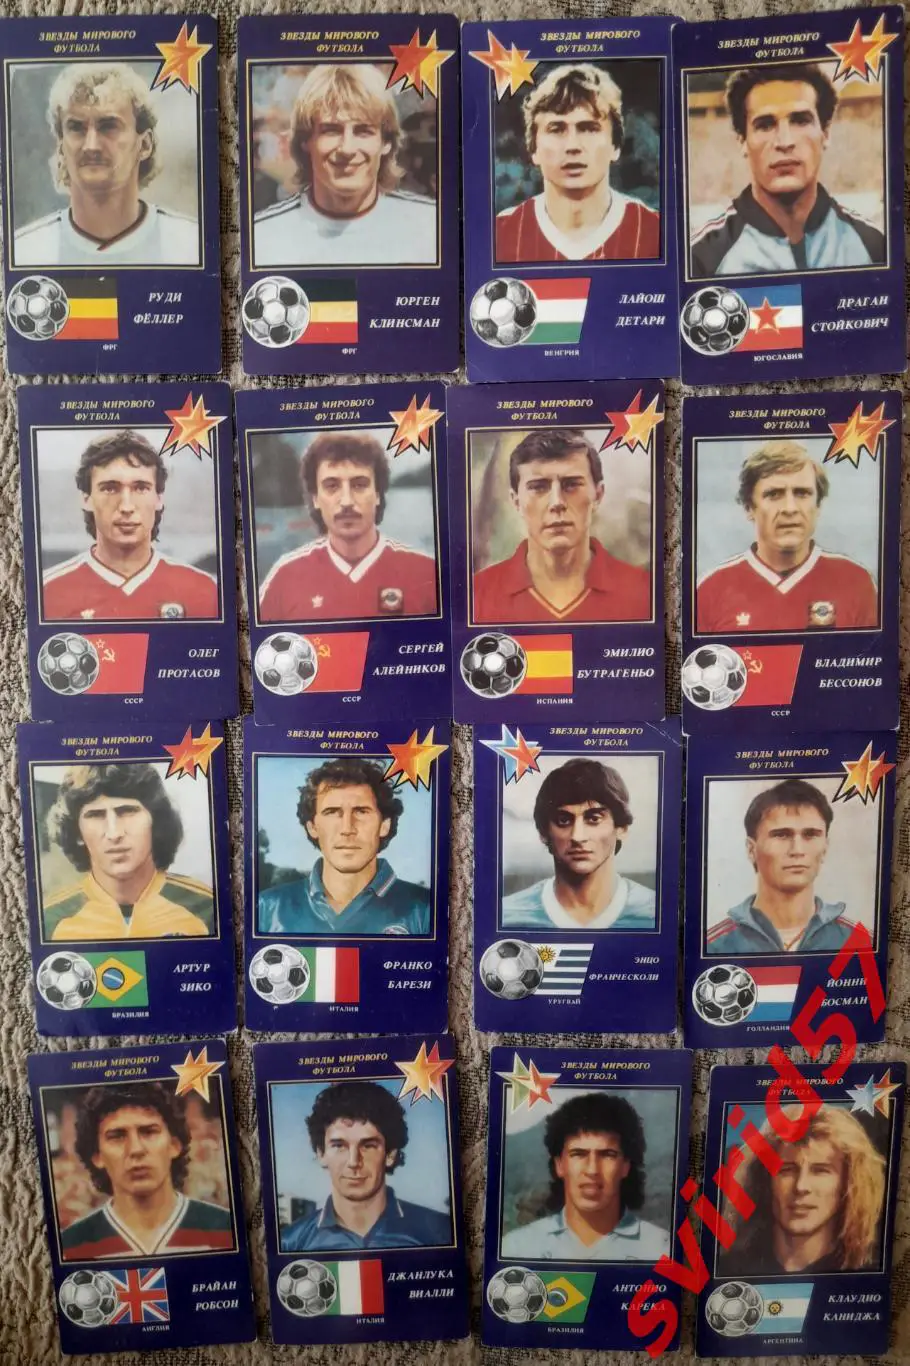 ЗВЕЗДЫ МИРОВОГО
ФУТБОЛА
РУДИ
ФЁЛЛЕР
ФРГ
ЗВЕЗДЫ МИРОВОГО
ФУТБОЛА
ЮРГЕН
КЛИНСМАН
ФРГ
ЗВЕЗДЫ МИРОВОГО
ФУТБОЛА
ЛАЙОШ
ДЕТАРИ
ВЕНГРИЯ
ЗВЕЗДЫ МИРОВОГО
ФУТБОЛА
ДРАГАН
СТОЙКОВИЧ
ЮГОСЛАВИЯ
ЗВЕЗДЫ МИРОВОГО
ФУТБОЛА
ОЛЕГ
ПРОТАСОВ
СССР
ЗВЕЗДЫ МИРОВОГО
ФУТБОЛА
СЕРГЕЙ
АЛЕЙНИКОВ
СССР
ЗВЕЗДЫ МИРОВОГО
ФУТБОЛА
ЭМИЛИО
БУТРАГЕНЬО
ИСПАНИЯ
ЗВЕЗДЫ МИРОВОГО
ФУТБОЛА
ВЛАДИМИР
БЕССОНОВ
СССР
ЗВЕЗДЫ МИРОВОГО
ФУТБОЛА
АРТУР
ЗИКО
БРАЗИЛИЯ
ЗВЕЗДЫ МИРОВОГО
ФУТБОЛА
ФРАНКО
БАРЕЗИ
ИТАЛИЯ
ЗВЕЗДЫ МИРОВОГО
ФУТБОЛА
ЭНЦО
ФРАНЧЕСКОЛИ
УРУГВАЙ
ЗВЕЗДЫ МИРОВОГО
ФУТБОЛА
ЙОННИ
БОСМАН
ГОЛЛАНДИЯ
ЗВЕЗДЫ МИРОВОГО
ФУТБОЛА
БРАЙАН
РОБСОН
АНГЛИЯ
ЗВЕЗДЫ МИРОВОГО
ФУТБОЛА
ДЖАНЛУКА
ВИАЛЛИ
ИТАЛИЯ
ЗВЕЗДЫ МИРОВОГО
ФУТБОЛА
АНТОНИО
КАРЕКА
БРАЗИЛИЯ
ЗВЕЗДЫ МИРОВОГО
ФУТБОЛА
КЛАУДИО
КАНИДЖА
АРГЕНТИНА
svirid57